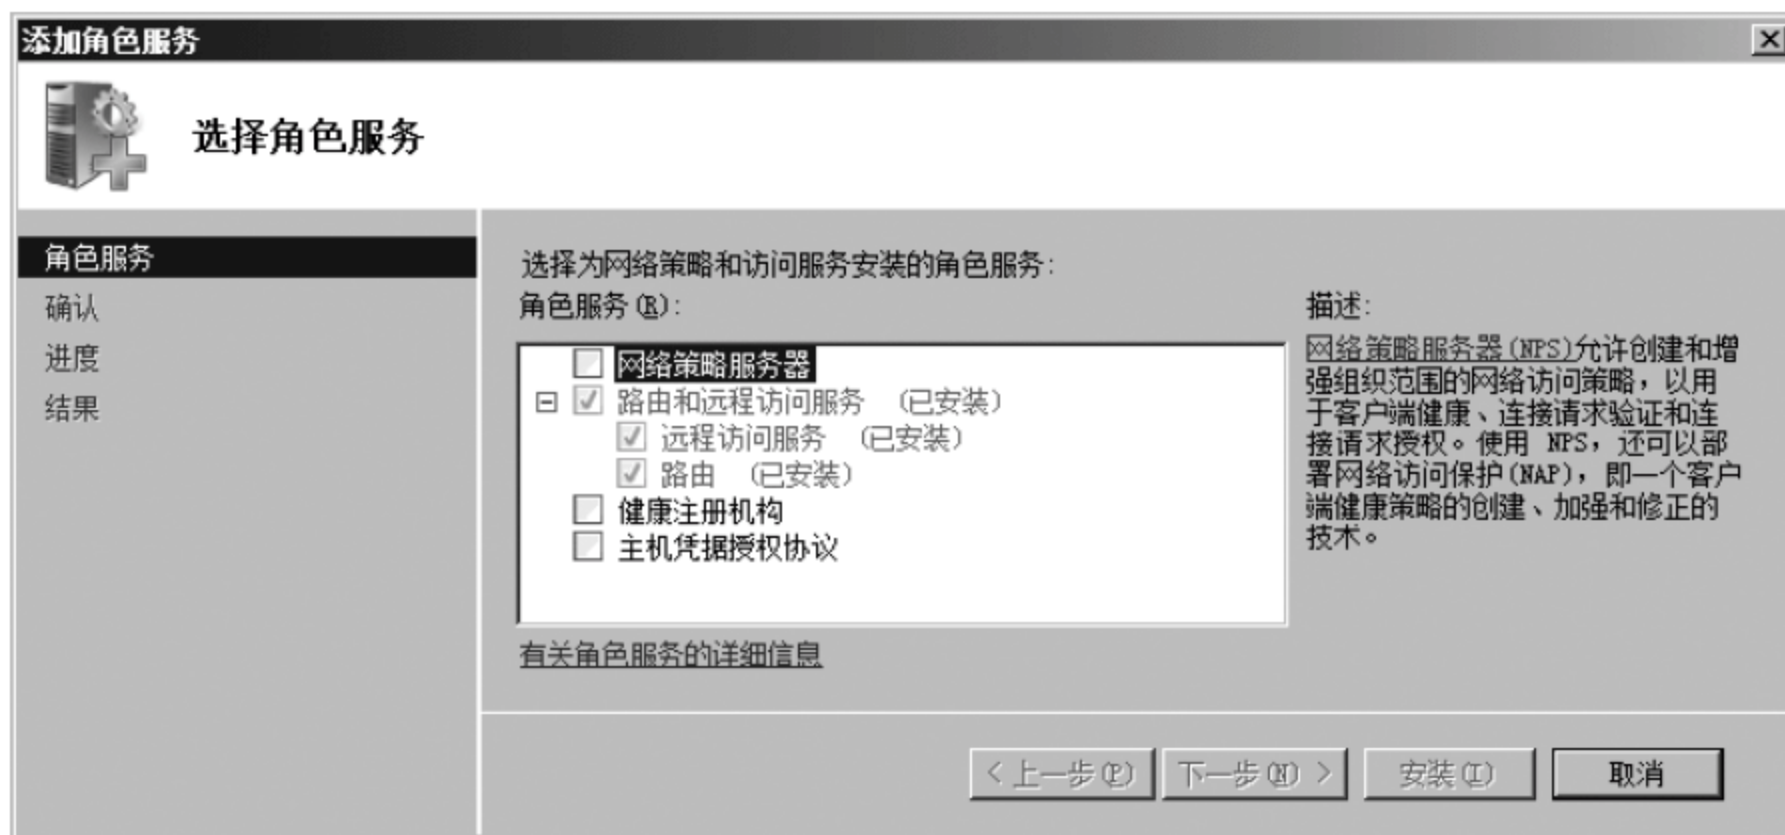 添加角色服务
选择角色服务
角色服务
确认
进度
结果
选择为网络策略和访问服务安装的角色服务:
角色服务(R):
网络策略服务器
路由和远程访问服务 (已安装)
远程访问服务 (已安装)
路由 (已安装)
健康注册机构
主机凭据授权协议
有关角色服务的详细信息
描述:
网络策略服务器(NPS)允许创建和增
强组织范围的网络访问策略，以用
于客户端健康、连接请求验证和连
接请求授权。使用 NPS，还可以部
署网络访问保护(NAP)，即一个客户
端健康策略的创建、加强和修正的
技术。
< 上一步(P)
下一步(N) >
安装(I)
取消